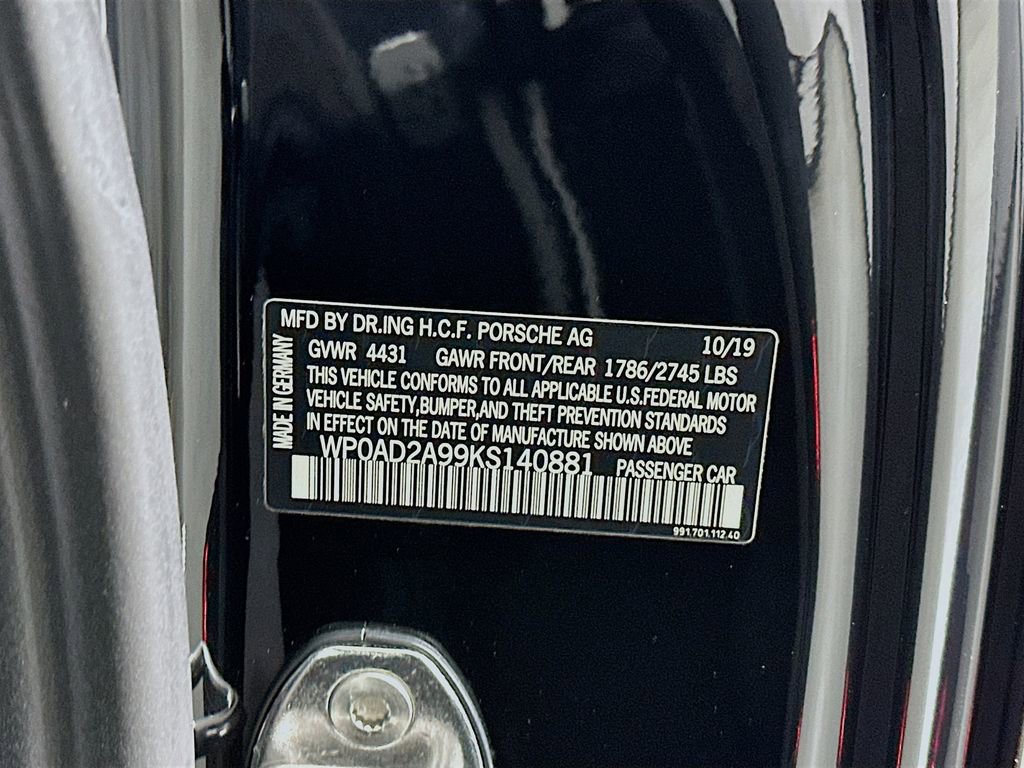 MFD BY DR.ING H.C.F. PORSCHE AG 10/19
GVWR 4431 GAWR FRONT/REAR 1786/2745 LBS
THIS VEHICLE CONFORMS TO ALL APPLICABLE U.S.FEDERAL MOTOR
VEHICLE SAFETY,BUMPER,AND THEFT PREVENTION STANDARDS
IN EFFECT ON THE DATE OF MANUFACTURE SHOWN ABOVE
WP0AD2A99KS140881 PASSENGER CAR
991.701.112.40
MADE IN GERMANY